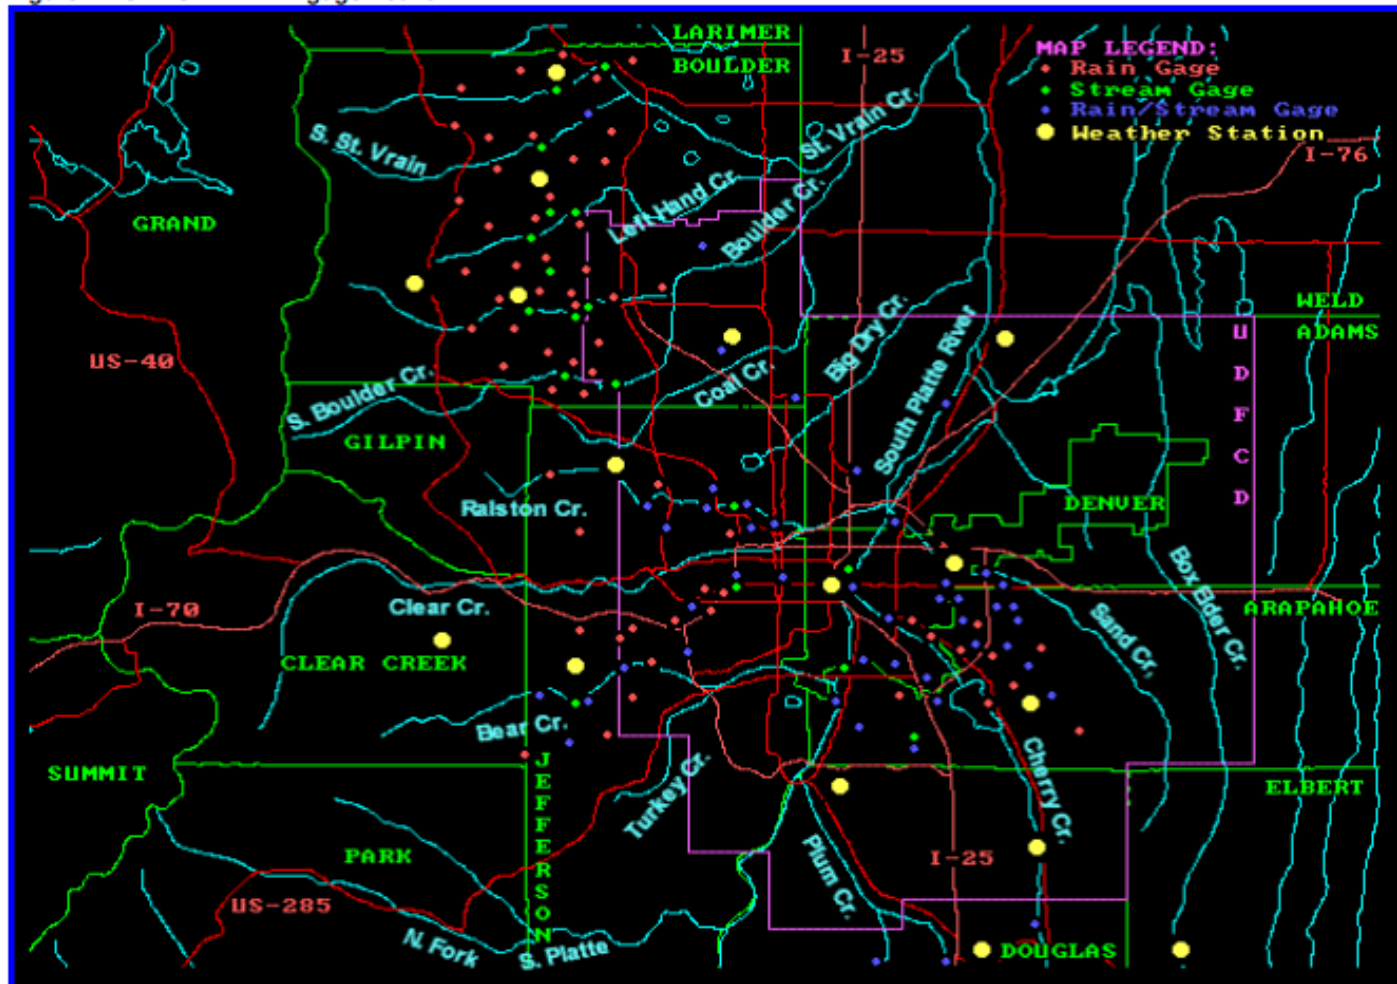 LARIMER
BOULDER
I-25
MAP LEGEND:
Rain Gage
Stream Gage
Rain/Stream Gage
Weather Station
I-76
S. St. Vrain
St. Vrain Cr.
GRAND
Left Hand Cr.
Boulder Cr.
WELD
ADAMS
US-40
Big Dry Cr.
South Platte River
UDFCD
S. Boulder Cr.
Coal Cr.
GILPIN
Ralston Cr.
DENVER
I-70
Clear Cr.
Sand Cr.
Box Elder Cr.
ARAPAHOE
CLEAR CREEK
Bear Cr.
SUMMIT
JEFFERSON
Turkey Cr.
Cherry Cr.
ELBERT
PARK
Plum Cr.
I-25
US-285
N. Fork
S. Platte
DOUGLAS